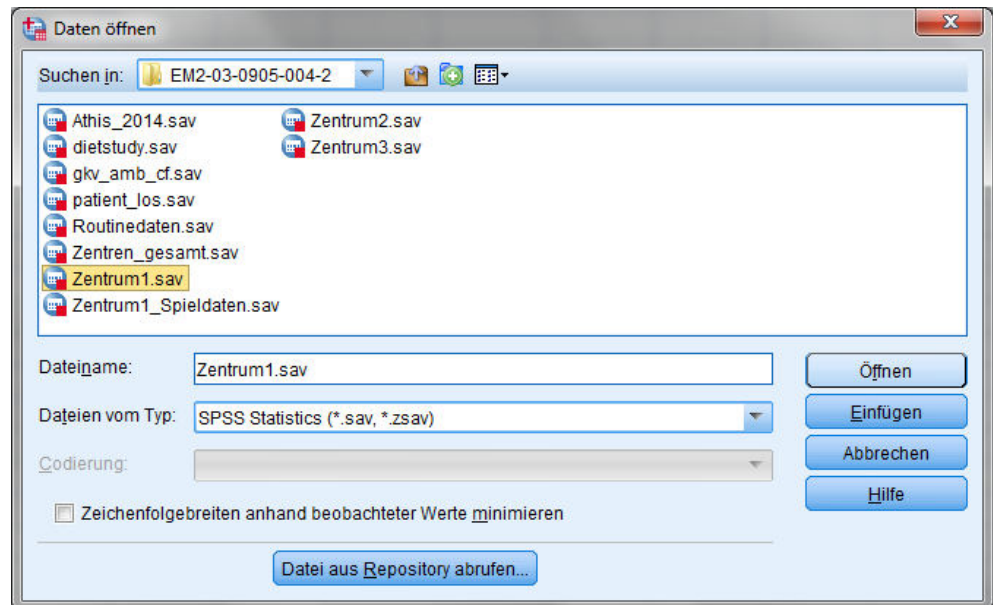 Daten öffnen
Suchen in: EM2-03-0905-004-2
Athis_2014.sav
dietstudy.sav
gkv_amb_cf.sav
patient_los.sav
Routinedaten.sav
Zentren_gesamt.sav
Zentrum1.sav
Zentrum1_Spieldaten.sav
Zentrum2.sav
Zentrum3.sav
Dateiname: Zentrum1.sav
Öffnen
Dateien vom Typ: SPSS Statistics (*.sav, *.zsav)
Einfügen
Codierung:
Abbrechen
Zeichenfolgebreiten anhand beobachteter Werte minimieren
Hilfe
Datei aus Repository abrufen...